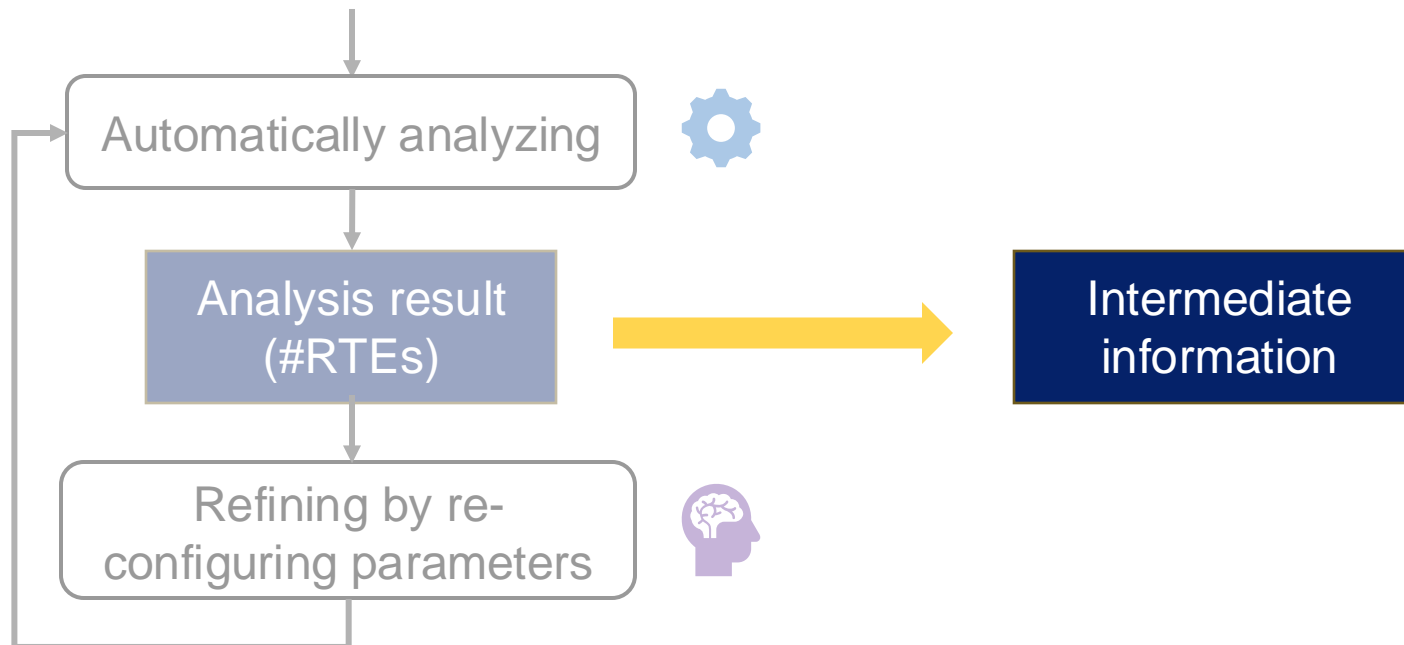 Automatically analyzing
Analysis result
(#RTEs)
Intermediate
information
Refining by re-
configuring parameters